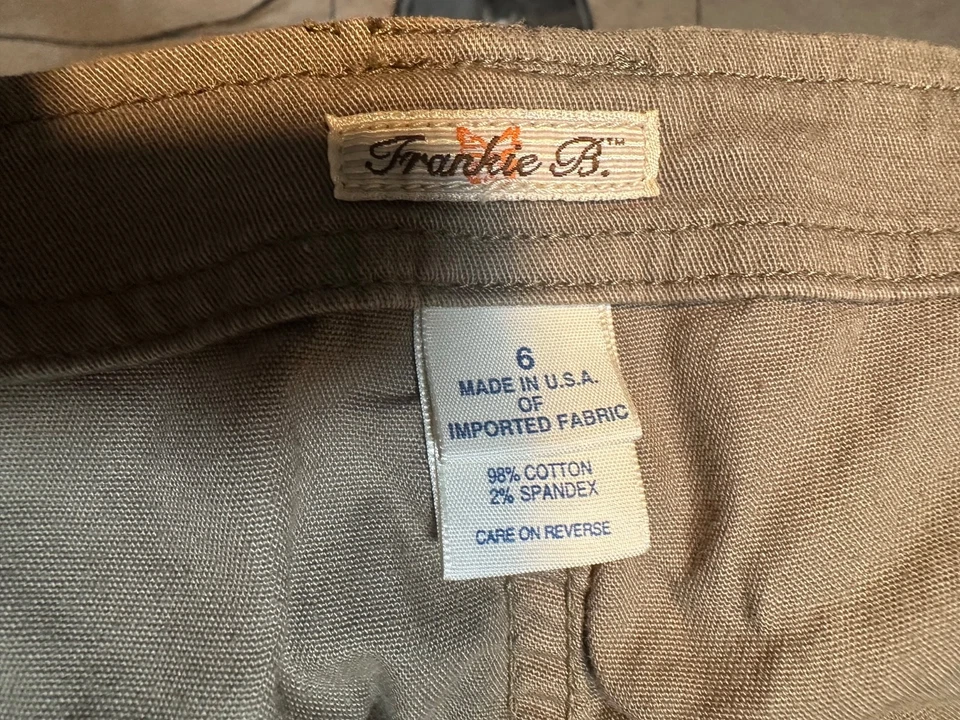 Frankie B.™
6
MADE IN U.S.A.
OF
IMPORTED FABRIC
98% COTTON
2% SPANDEX
CARE ON REVERSE